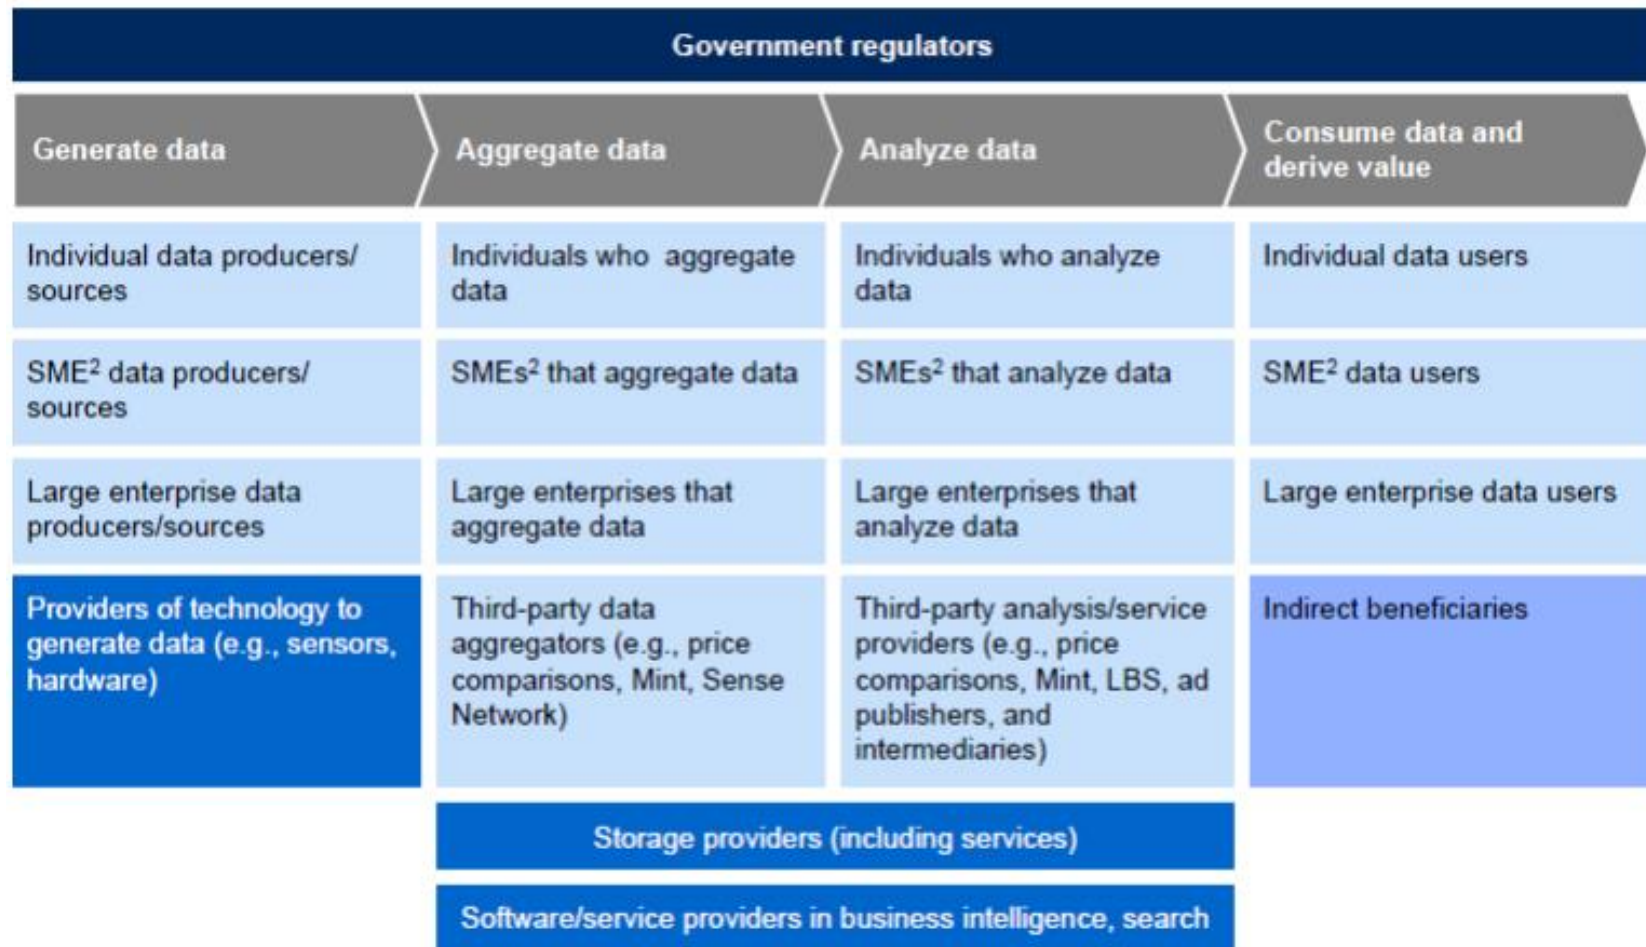 Government regulators
Generate data
Aggregate data
Analyze data
Consume data and
derive value
Individual data producers/
sources
Individuals who aggregate
data
Individuals who analyze
data
Individual data users
SME² data producers/
sources
SMEs² that aggregate data
SMEs² that analyze data
SME² data users
Large enterprise data
producers/sources
Large enterprises that
aggregate data
Large enterprises that
analyze data
Large enterprise data users
Providers of technology to
generate data (e.g., sensors,
hardware)
Third-party data
aggregators (e.g., price
comparisons, Mint, Sense
Network)
Third-party analysis/service
providers (e.g., price
comparisons, Mint, LBS, ad
publishers, and
intermediaries)
Indirect beneficiaries
Storage providers (including services)
Software/service providers in business intelligence, search